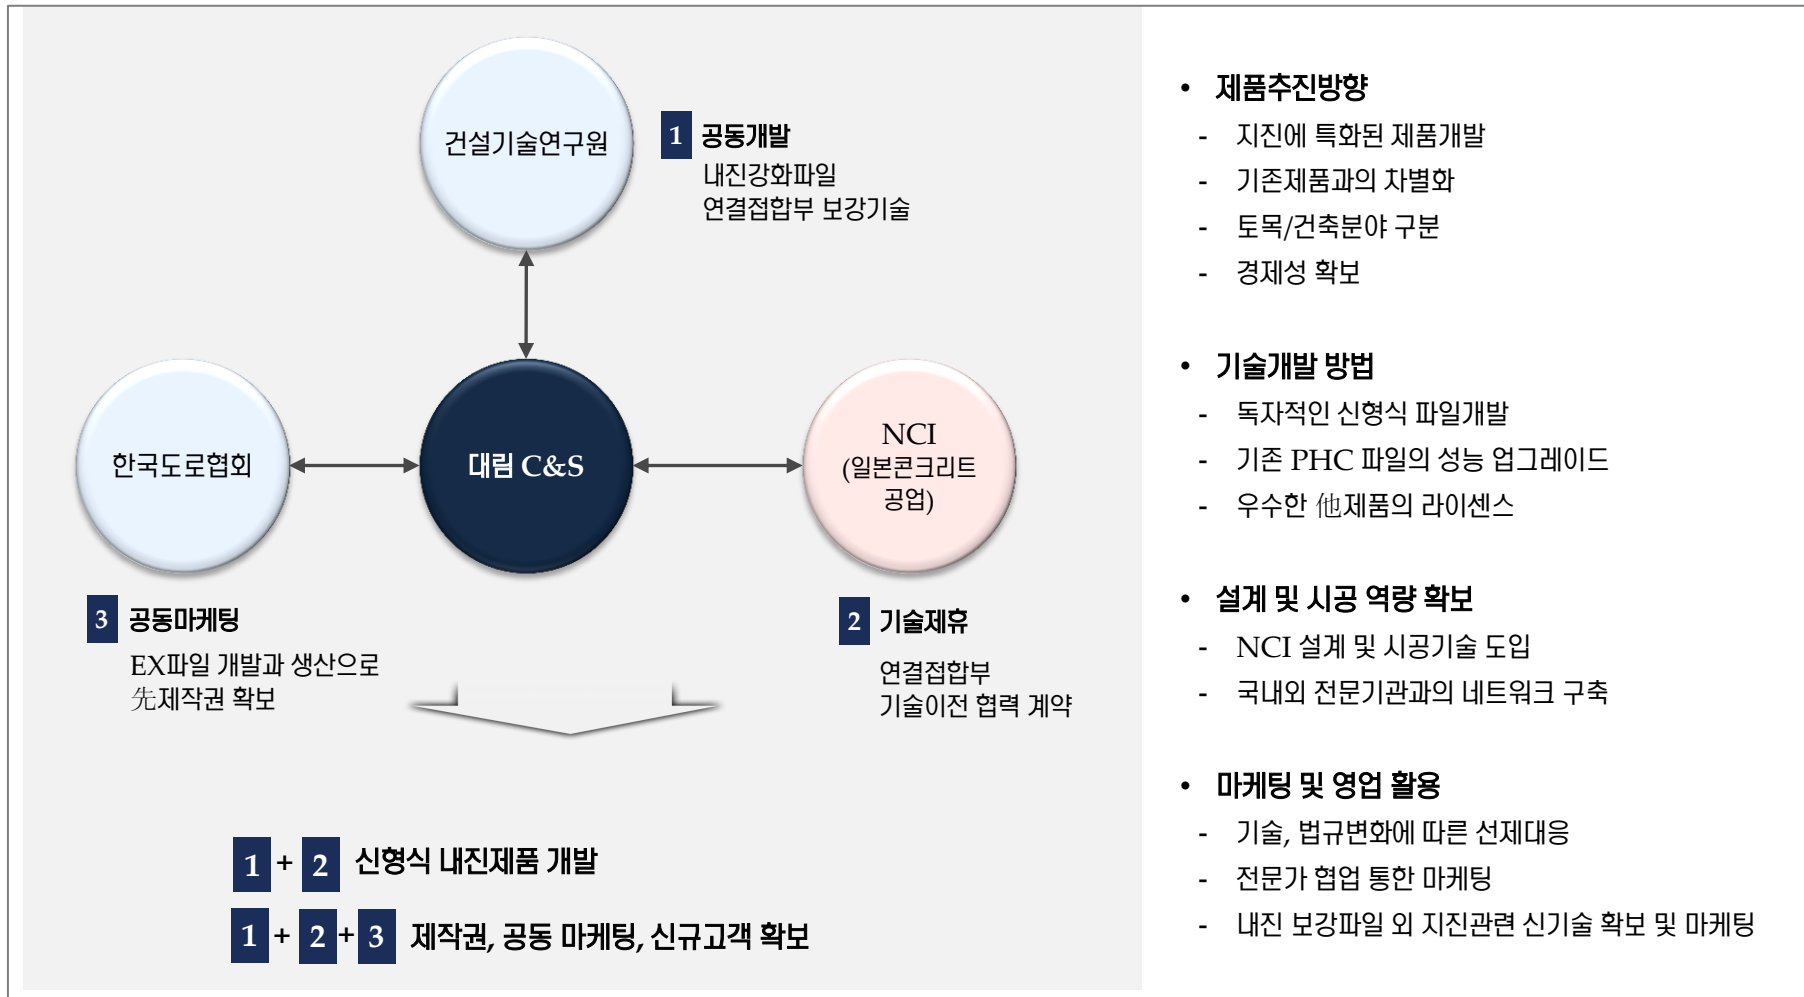 건설기술연구원
1 공동개발
내진강화파일
연결접합부 보강기술
한국도로협회
대림 C&S
NCI
(일본콘크리트
공업)
3 공동마케팅
EX파일 개발과 생산으로
先제작권 확보
2 기술제휴
연결접합부
기술이전 협력 계약
1 + 2 신형식 내진제품 개발
1 + 2 + 3 제작권, 공동 마케팅, 신규고객 확보
• 제품추진방향
- 지진에 특화된 제품개발
- 기존제품과의 차별화
- 토목/건축분야 구분
- 경제성 확보
• 기술개발 방법
- 독자적인 신형식 파일개발
- 기존 PHC 파일의 성능 업그레이드
- 우수한 他제품의 라이센스
• 설계 및 시공 역량 확보
- NCI 설계 및 시공기술 도입
- 국내외 전문기관과의 네트워크 구축
• 마케팅 및 영업 활용
- 기술, 법규변화에 따른 선제대응
- 전문가 협업 통한 마케팅
- 내진 보강파일 외 지진관련 신기술 확보 및 마케팅